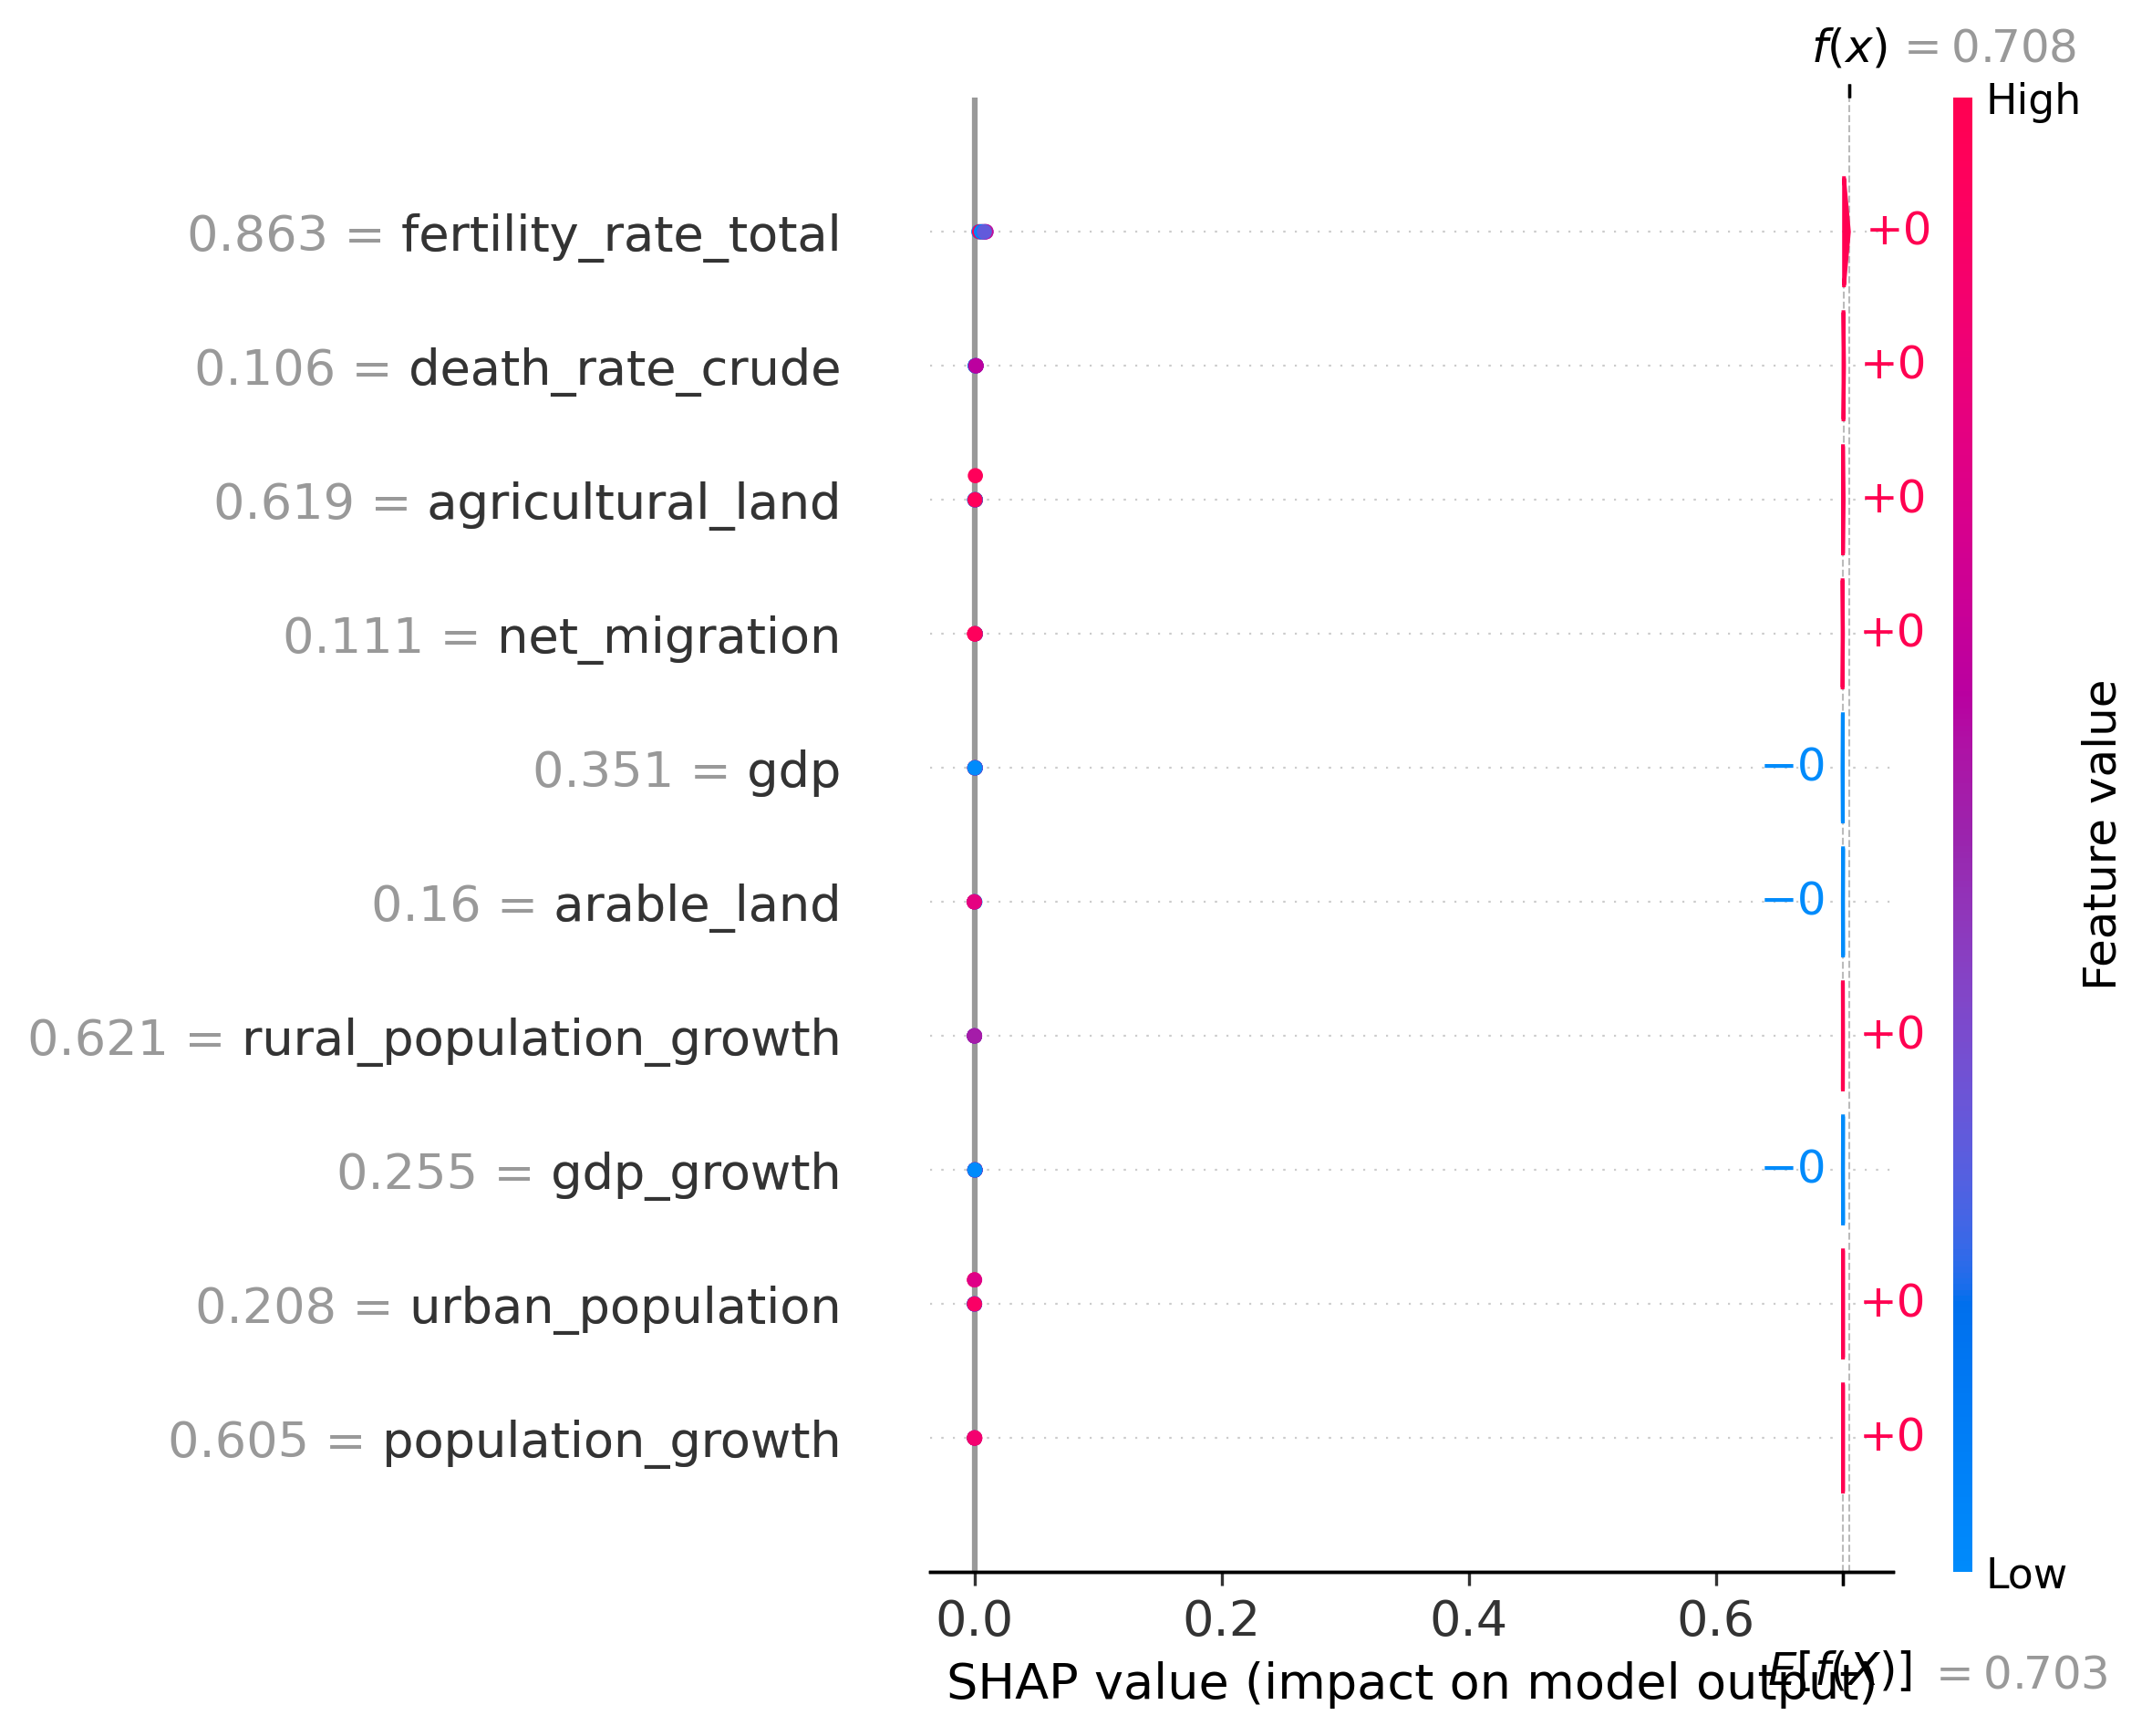 f(x) = 0.708
High
0.863 = fertility_rate_total
+0
0.106 = death_rate_crude
+0
0.619 = agricultural_land
+0
0.111 = net_migration
+0
0.351 = gdp
−0
0.16 = arable_land
−0
0.621 = rural_population_growth
+0
0.255 = gdp_growth
−0
0.208 = urban_population
+0
0.605 = population_growth
+0
Feature value
Low
0.0 0.2 0.4 0.6
SHAP value (impact on model output)
E[f(X)] = 0.703